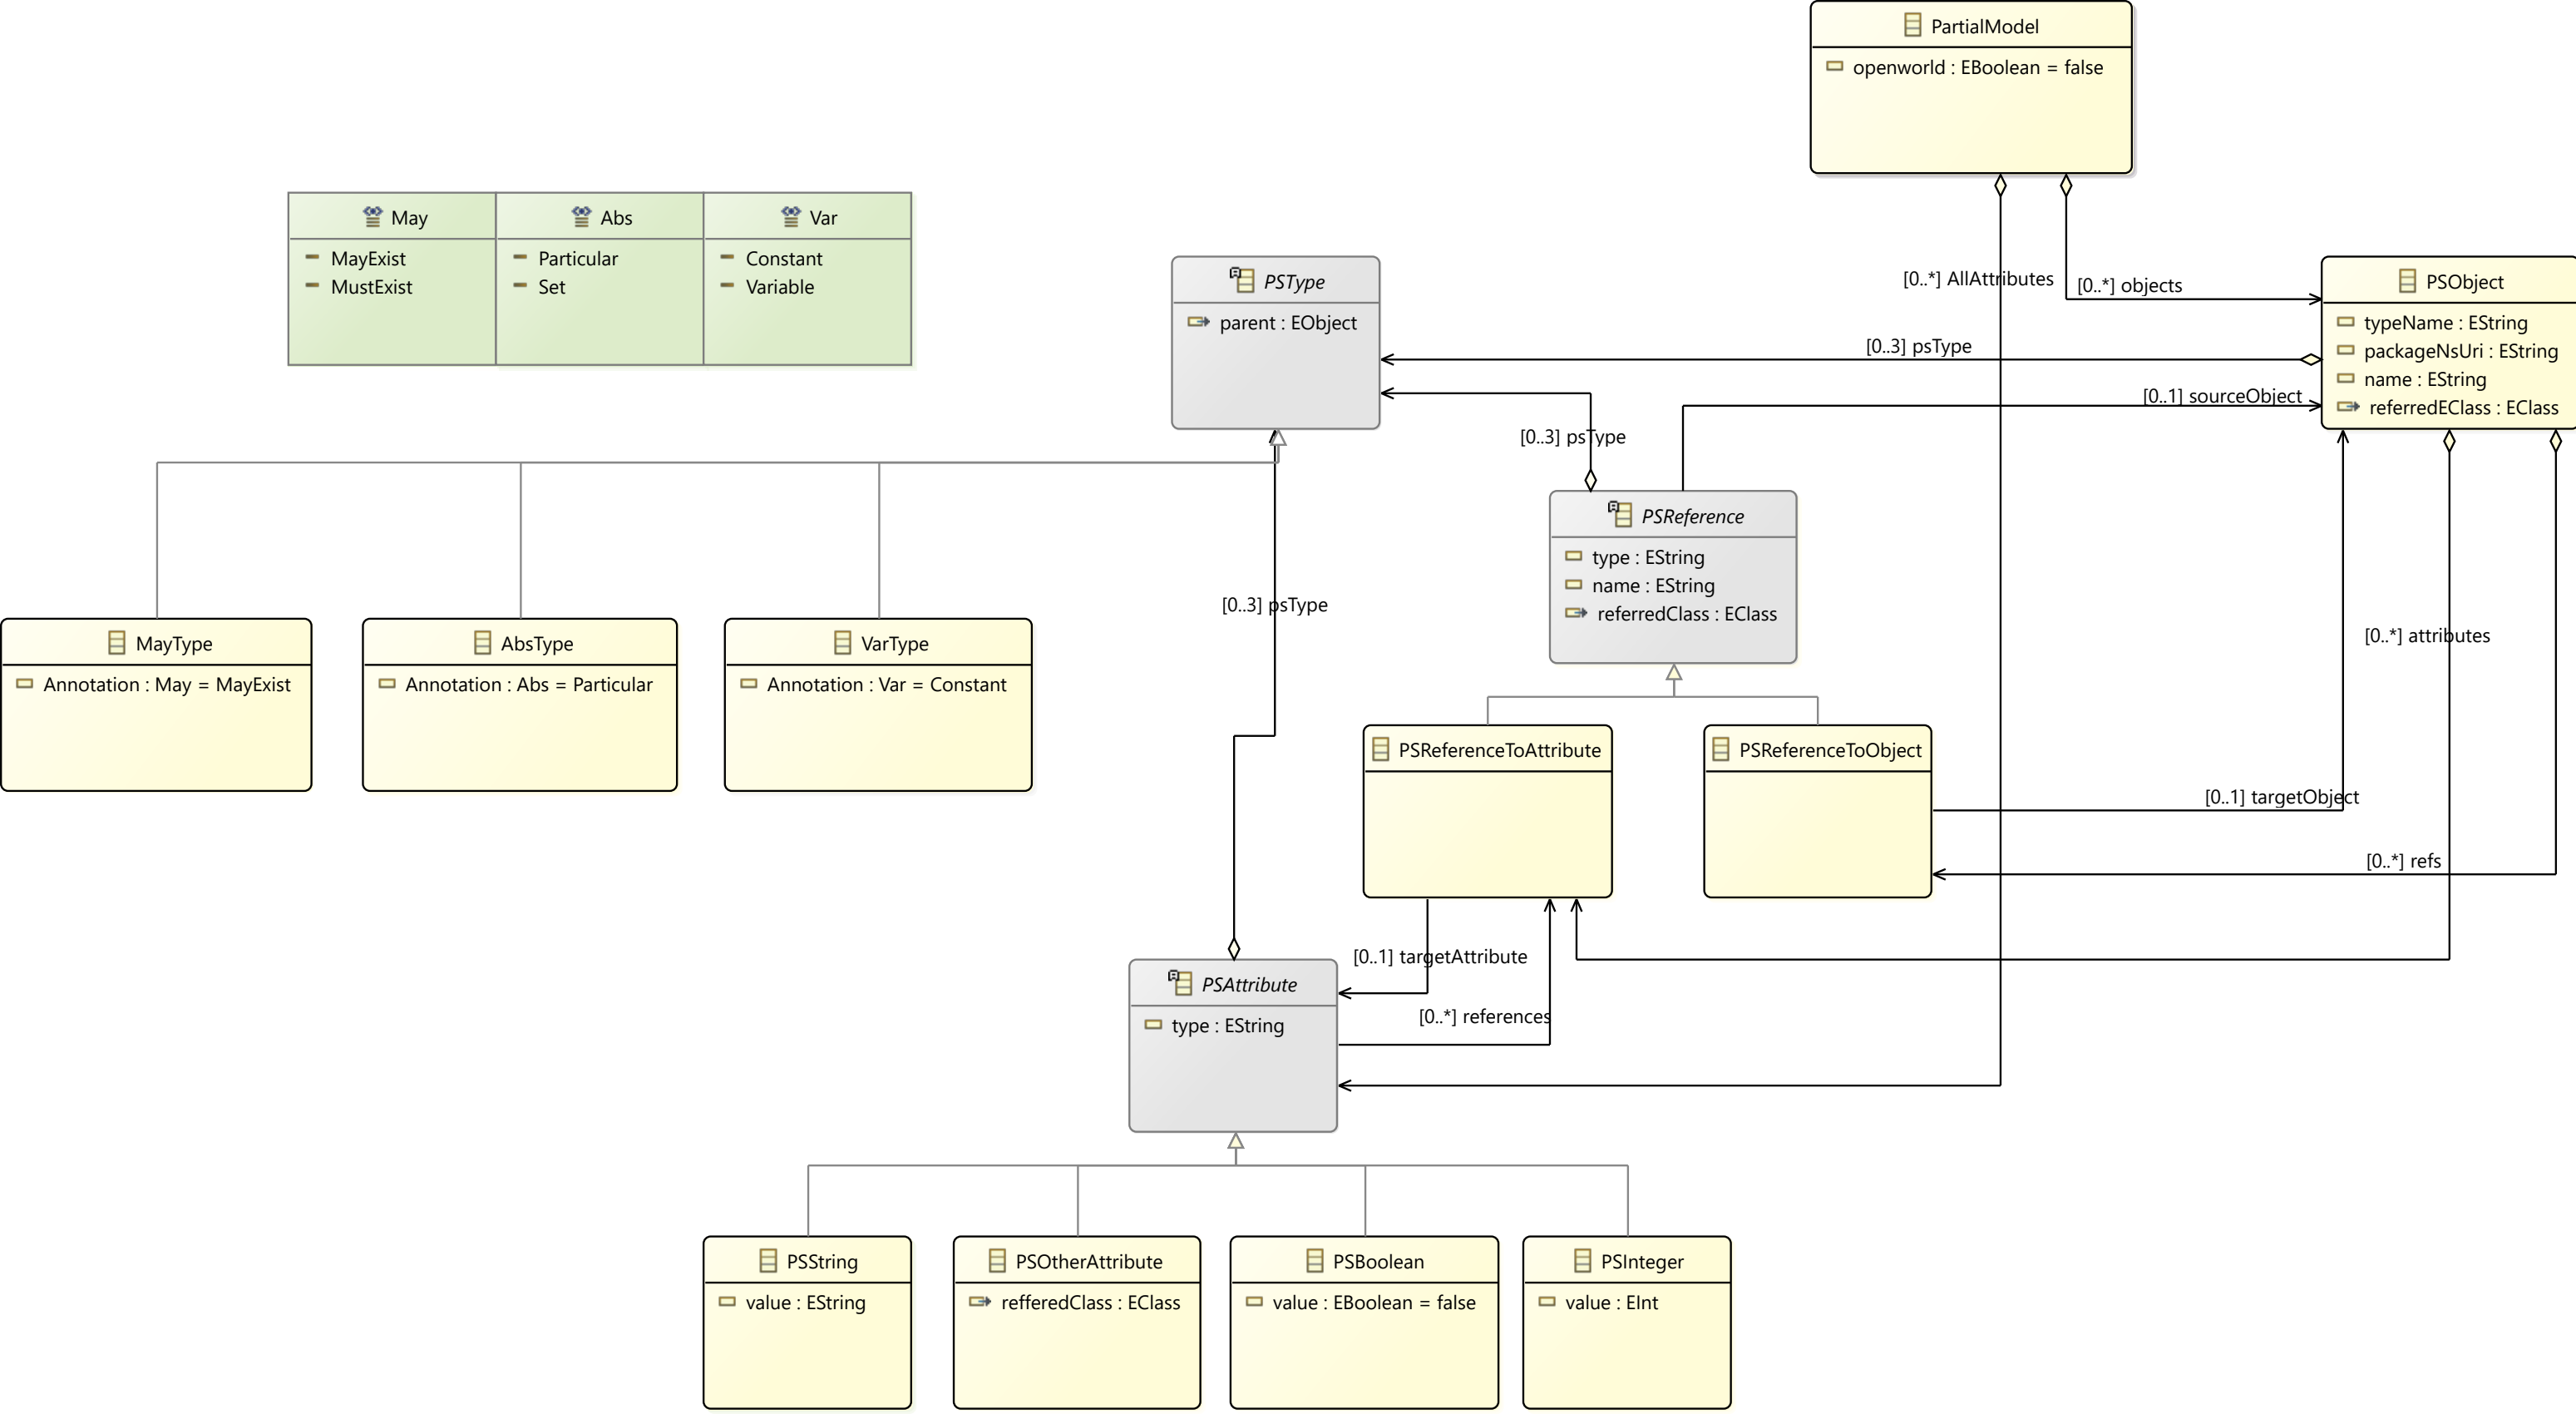 PartialModel
openworld : EBoolean = false
May
MayExist
MustExist
Abs
Particular
Set
Var
Constant
Variable
PSType
parent : EObject
[0..*] AllAttributes
[0..*] objects
PSObject
typeName : EString
packageNsUri : EString
name : EString
referredEClass : EClass
[0..3] psType
[0..1] sourceObject
[0..3] psType
PSReference
type : EString
name : EString
referredClass : EClass
[0..3] psType
[0..*] attributes
MayType
Annotation : May = MayExist
AbsType
Annotation : Abs = Particular
VarType
Annotation : Var = Constant
PSReferenceToAttribute
PSReferenceToObject
[0..1] targetObject
[0..*] refs
[0..1] targetAttribute
PSAttribute
type : EString
[0..*] references
PSString
value : EString
PSOtherAttribute
refferedClass : EClass
PSBoolean
value : EBoolean = false
PSInteger
value : EInt